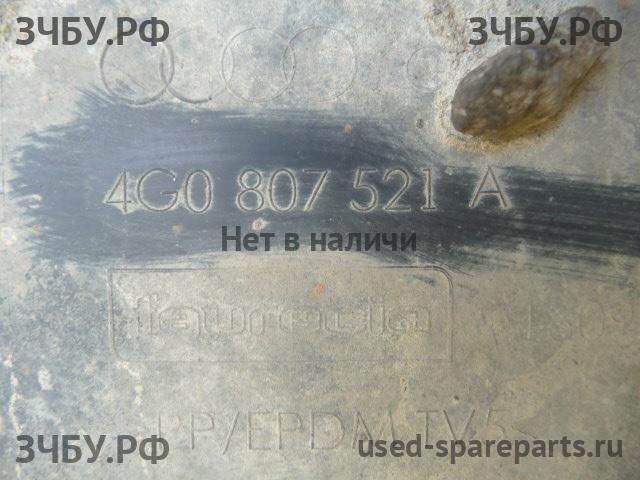 ЗЧБУ.РФ ЗЧБУ.РФ
4G0 807 521 A
Нет в наличи
faurecia
PP/EPDM TV5
ЗЧБУ.РФ used-spareparts.ru